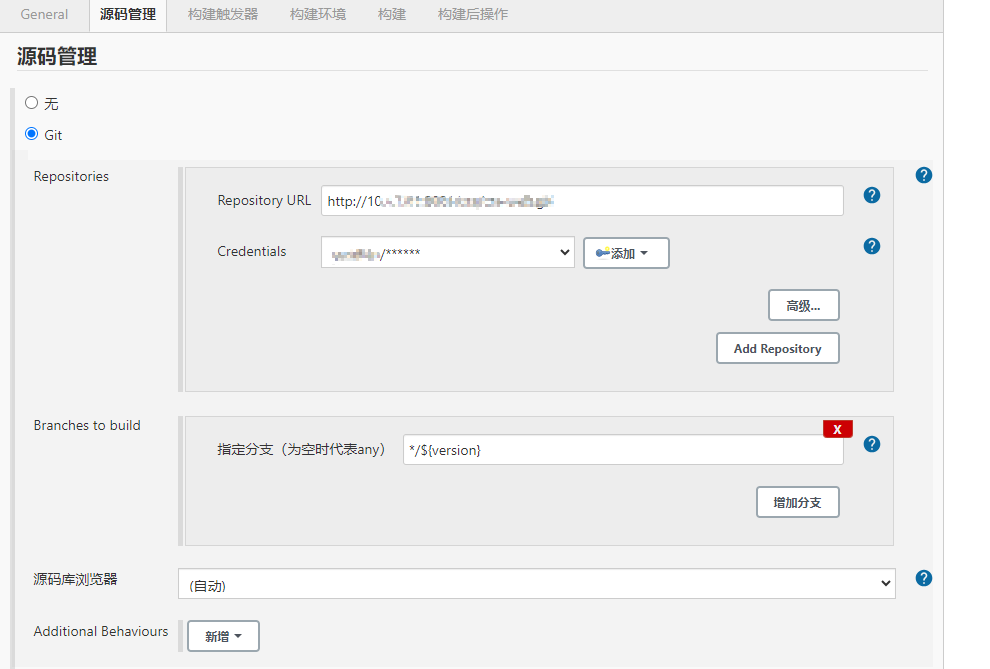 General 源码管理 构建触发器 构建环境 构建 构建后操作
源码管理
无
Git
Repositories
?
Repository URL http://10
?
Credentials /****** 添加
?
高级...
Add Repository
Branches to build
X
指定分支（为空时代表any） */${version}
?
增加分支
源码库浏览器 (自动)
?
Additional Behaviours 新增